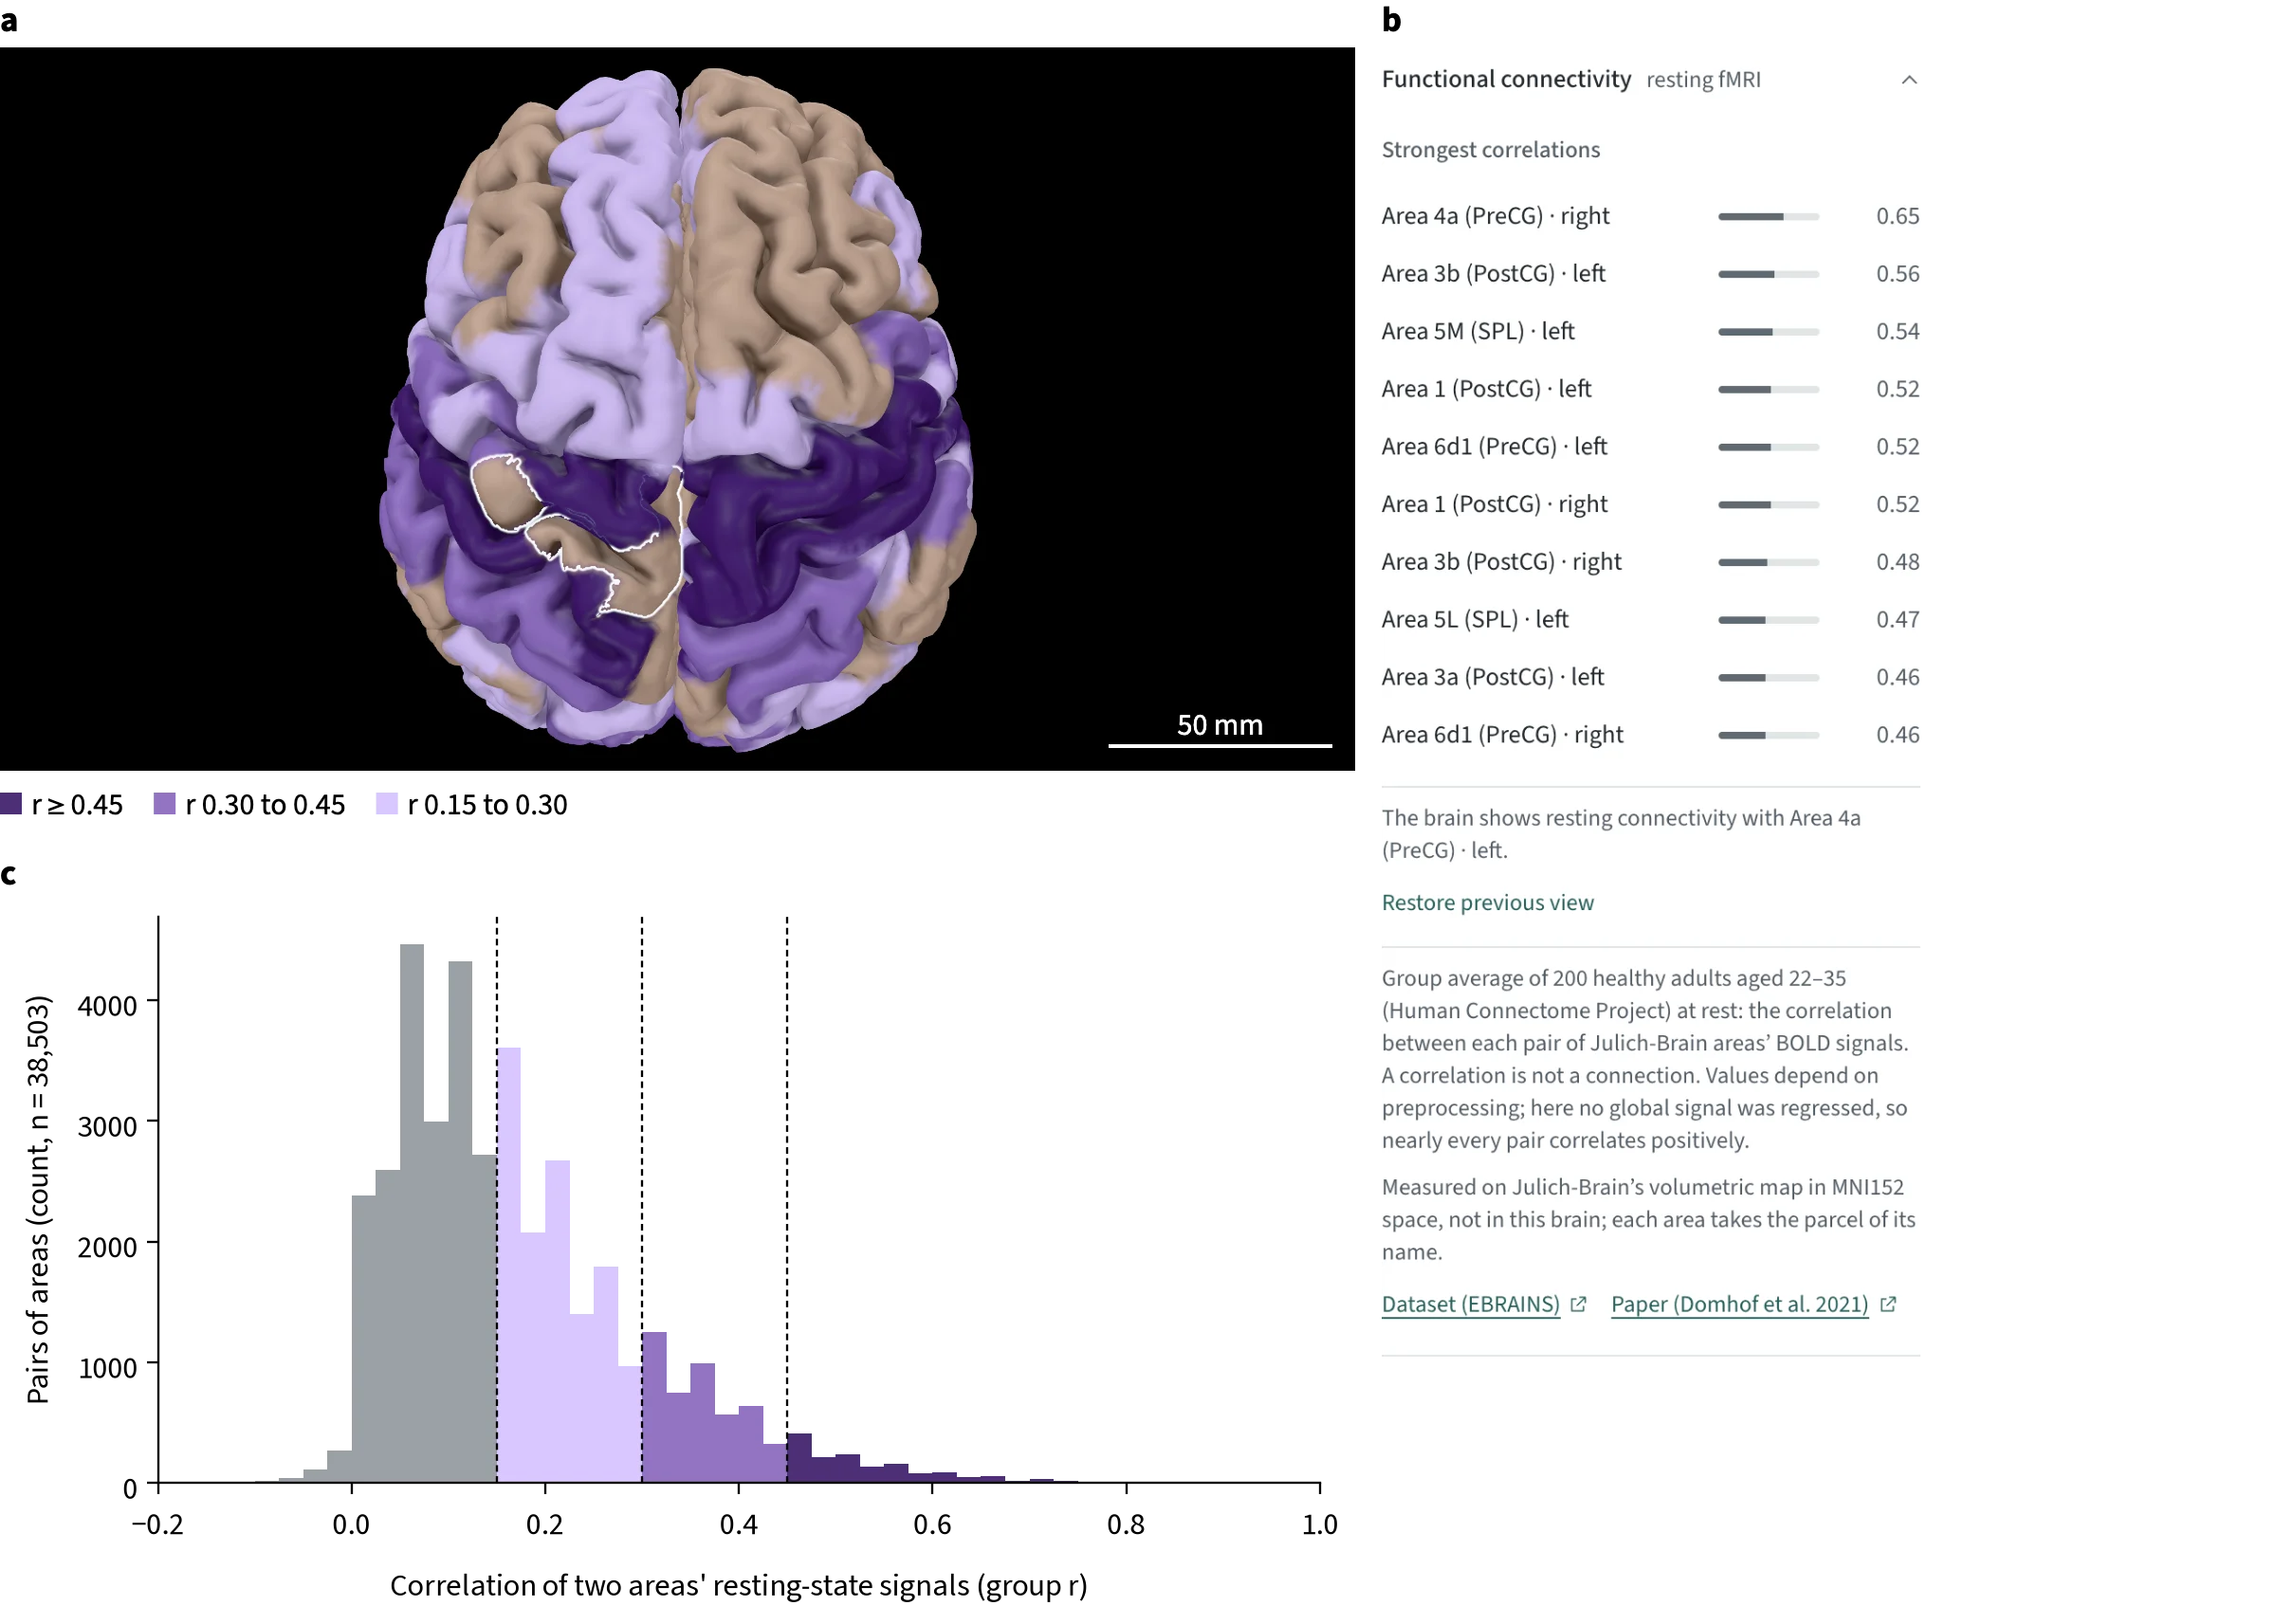 a
50 mm
r ≥ 0.45 r 0.30 to 0.45 r 0.15 to 0.30
b
Functional connectivity resting fMRI
Strongest correlations
Area 4a (PreCG) · right 0.65
Area 3b (PostCG) · left 0.56
Area 5M (SPL) · left 0.54
Area 1 (PostCG) · left 0.52
Area 6d1 (PreCG) · left 0.52
Area 1 (PostCG) · right 0.52
Area 3b (PostCG) · right 0.48
Area 5L (SPL) · left 0.47
Area 3a (PostCG) · left 0.46
Area 6d1 (PreCG) · right 0.46
The brain shows resting connectivity with Area 4a
(PreCG) · left.
Restore previous view
Group average of 200 healthy adults aged 22–35
(Human Connectome Project) at rest: the correlation
between each pair of Julich-Brain areas’ BOLD signals.
A correlation is not a connection. Values depend on
preprocessing; here no global signal was regressed, so
nearly every pair correlates positively.
Measured on Julich-Brain’s volumetric map in MNI152
space, not in this brain; each area takes the parcel of its
name.
Dataset (EBRAINS) Paper (Domhof et al. 2021)
c
Pairs of areas (count, n = 38,503)
4000
3000
2000
1000
0
−0.2 0.0 0.2 0.4 0.6 0.8 1.0
Correlation of two areas' resting-state signals (group r)